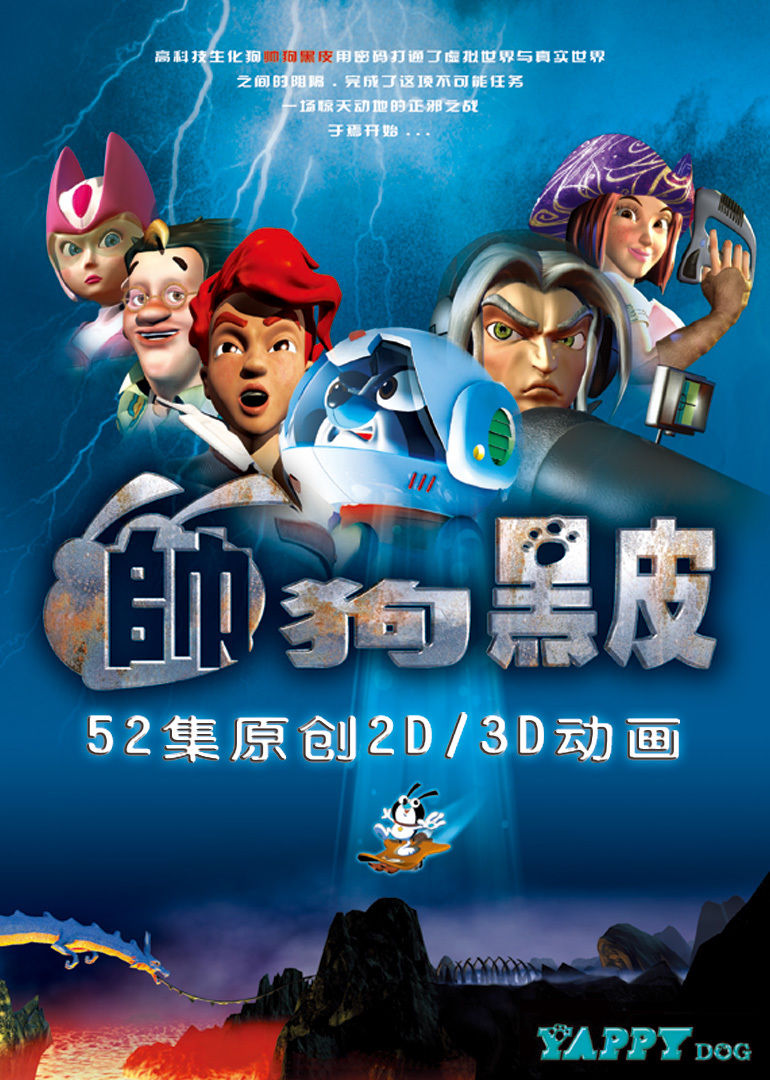 高科技生化狗帅狗黑皮用密码打通了虚拟世界与真实世界
之间的阻隔．完成了这项不可能任务
一场惊天动地的正邪之战
于焉开始...
帥狗黑皮
52集原创2D/3D动画
YAPPY DOG